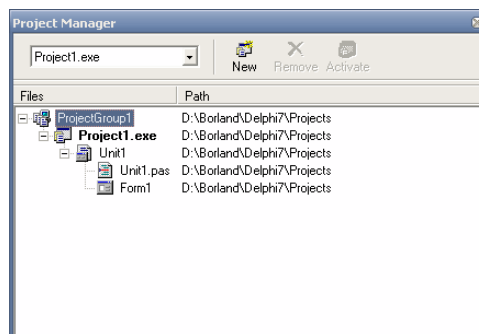 Project Manager
Project1.exe
New Remove Activate
Files Path
ProjectGroup1 D:\Borland\Delphi7\Projects
Project1.exe D:\Borland\Delphi7\Projects
Unit1 D:\Borland\Delphi7\Projects
Unit1.pas D:\Borland\Delphi7\Projects
Form1 D:\Borland\Delphi7\Projects